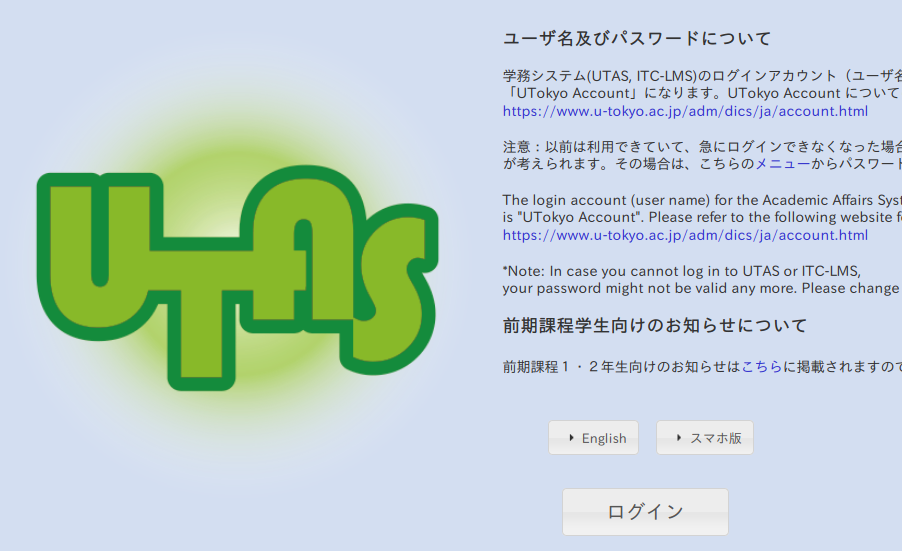 UTAS
ユーザ名及びパスワードについて
学務システム(UTAS, ITC-LMS)のログインアカウント（ユーザ名
「UTokyo Account」になります。UTokyo Account について
https://www.u-tokyo.ac.jp/adm/dics/ja/account.html
注意：以前は利用できていて、急にログインできなくなった場合
が考えられます。その場合は、こちらのメニューからパスワード
The login account (user name) for the Academic Affairs Sys
is "UTokyo Account". Please refer to the following website f
https://www.u-tokyo.ac.jp/adm/dics/ja/account.html
*Note: In case you cannot log in to UTAS or ITC-LMS,
your password might not be valid any more. Please change
前期課程学生向けのお知らせについて
前期課程１・２年生向けのお知らせはこちらに掲載されますので
English
スマホ版
ログイン